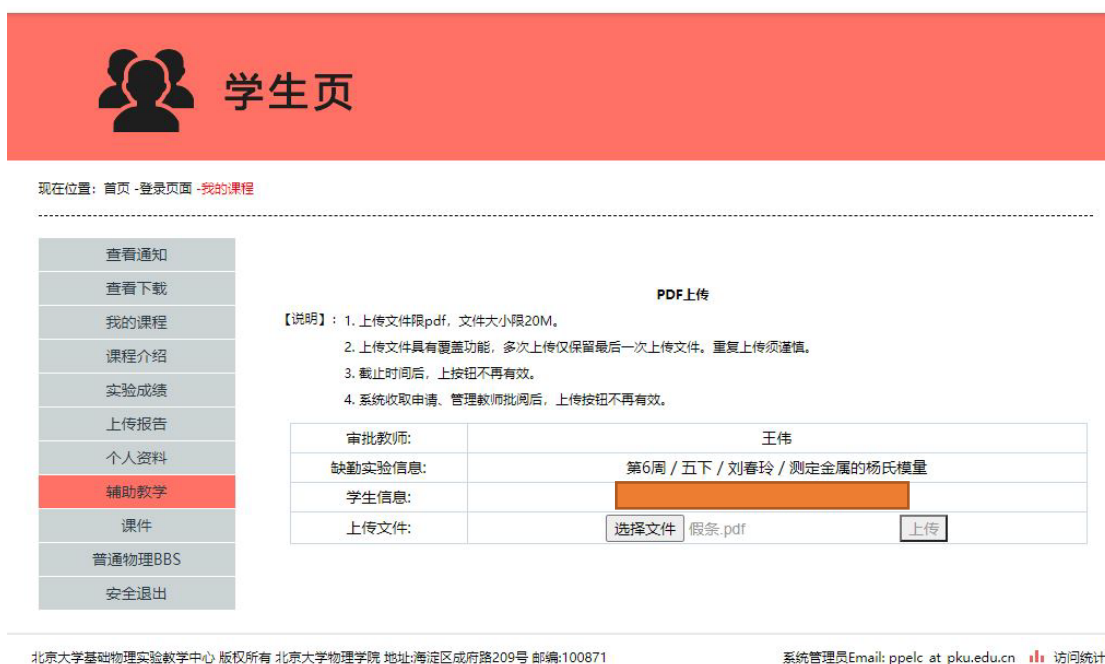 学生页
现在位置：首页 -登录页面 -我的课程
查看通知
查看下载
我的课程
课程介绍
实验成绩
上传报告
个人资料
辅助教学
课件
普通物理BBS
安全退出
PDF上传
【说明】：1. 上传文件限pdf，文件大小限20M。
2. 上传文件具有覆盖功能，多次上传仅保留最后一次上传文件。重复上传须谨慎。
3. 截止时间后，上按钮不再有效。
4. 系统收取申请、管理教师批阅后，上传按钮不再有效。
审批教师: 王伟
缺勤实验信息: 第6周 / 五下 / 刘春玲 / 测定金属的杨氏模量
学生信息:
上传文件: 选择文件 假条.pdf 上传
北京大学基础物理实验教学中心 版权所有 北京大学物理学院 地址:海淀区成府路209号 邮编:100871 系统管理员Email: ppelc at pku.edu.cn 访问统计